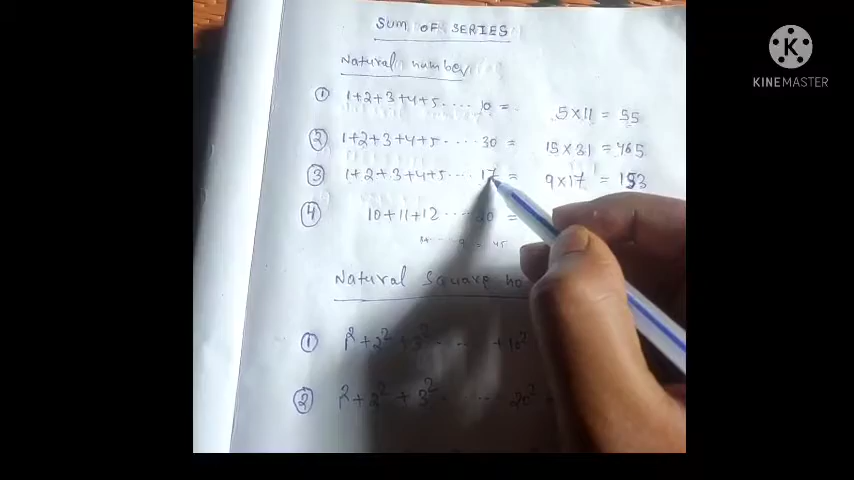 SUM OF SERIES
Natural number
① 1+2+3+4+5.....10 = 5×11 = 55
② 1+2+3+4+5.....30 = 15×31 = 465
③ 1+2+3+4+5....17 = 9×17 = 153
④ 10+11+12....20 =
Natural Square no
① 1²+2²+3²......+10²
② 1²+2²+3².....20²
K
KINEMASTER